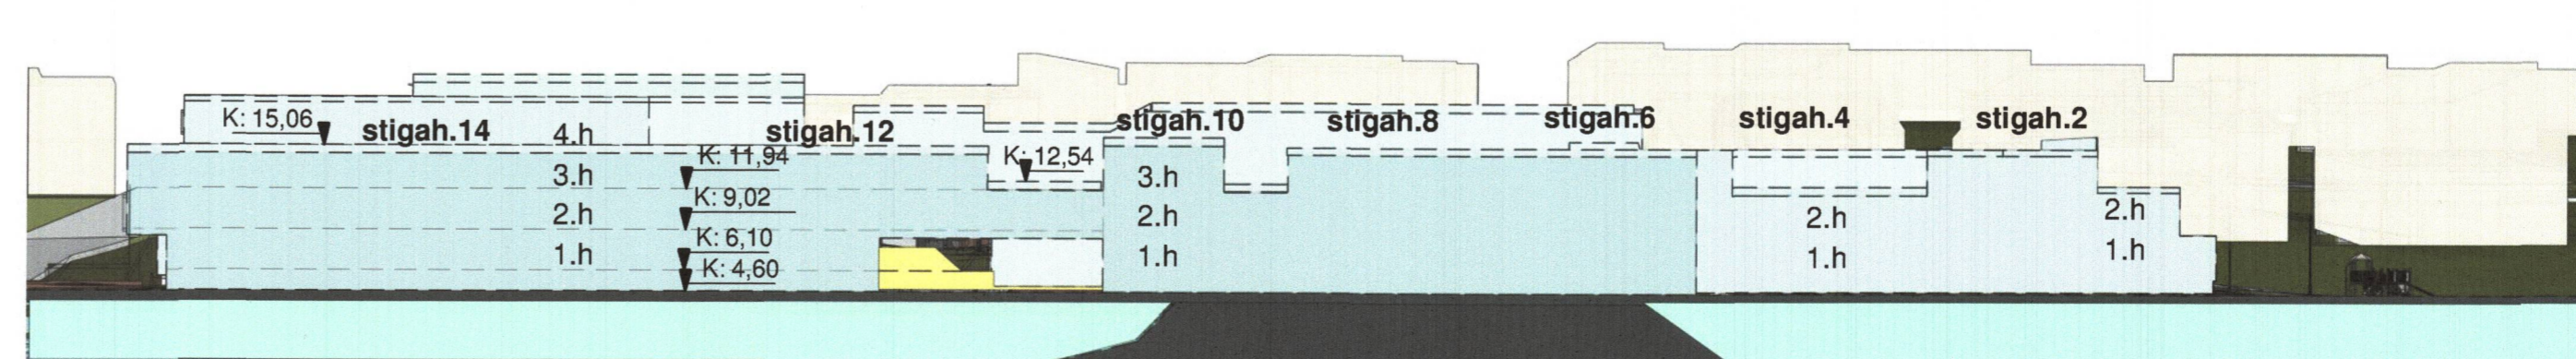 K: 15,06
stigah.14
4.h
stigah.12
stigah.10
stigah.8
stigah.6
stigah.4
stigah.2
K: 11,94
K: 12,54
3.h
3.h
K: 9,02
2.h
2.h
2.h
2.h
K: 6,10
1.h
1.h
1.h
1.h
K: 4,60